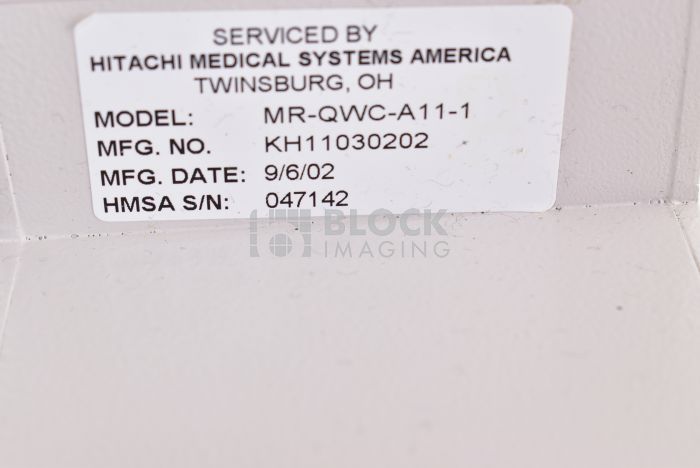 SERVICED BY
HITACHI MEDICAL SYSTEMS AMERICA
TWINSBURG, OH
MODEL: MR-QWC-A11-1
MFG. NO. KH11030202
MFG. DATE: 9/6/02
HMSA S/N: 047142
BLOCK
IMAGING